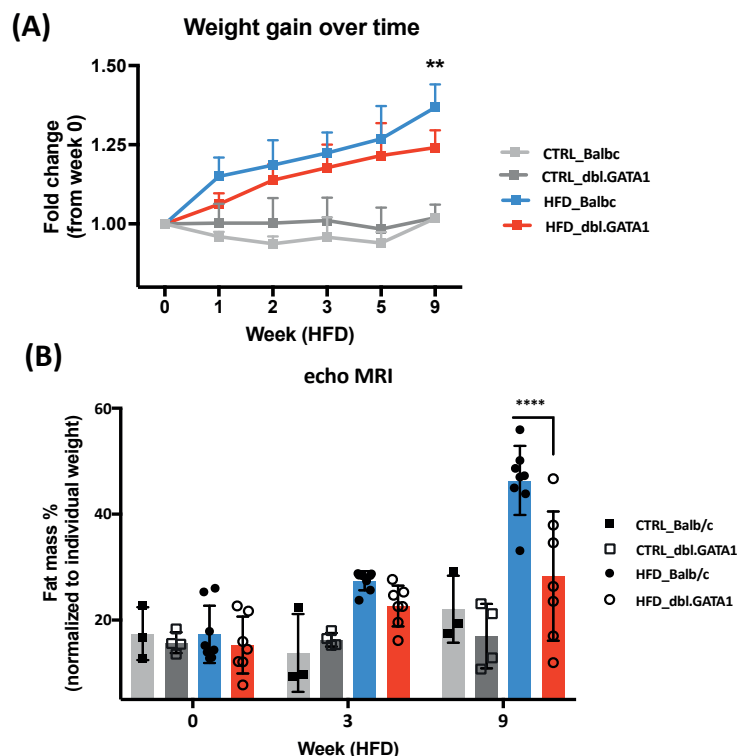 (A)
Weight gain over time
1.50
1.25
1.00
**
Fold change
(from week 0)
0 1 2 3 5 9
Week (HFD)
CTRL_Balbc
CTRL_dbl.GATA1
HFD_Balbc
HFD_dbl.GATA1
(B)
echo MRI
60
40
20
****
Fat mass %
(normalized to individual weight)
0 3 9
Week (HFD)
CTRL_Balb/c
CTRL_dbl.GATA1
HFD_Balb/c
HFD_dbl.GATA1